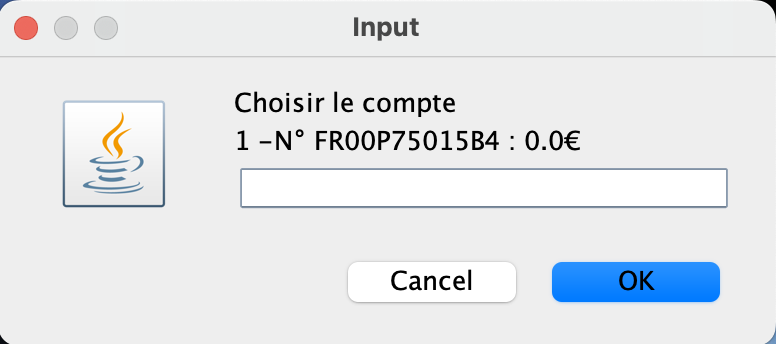 Input
Choisir le compte
1 -N° FR00P75015B4 : 0.0€
Cancel
OK